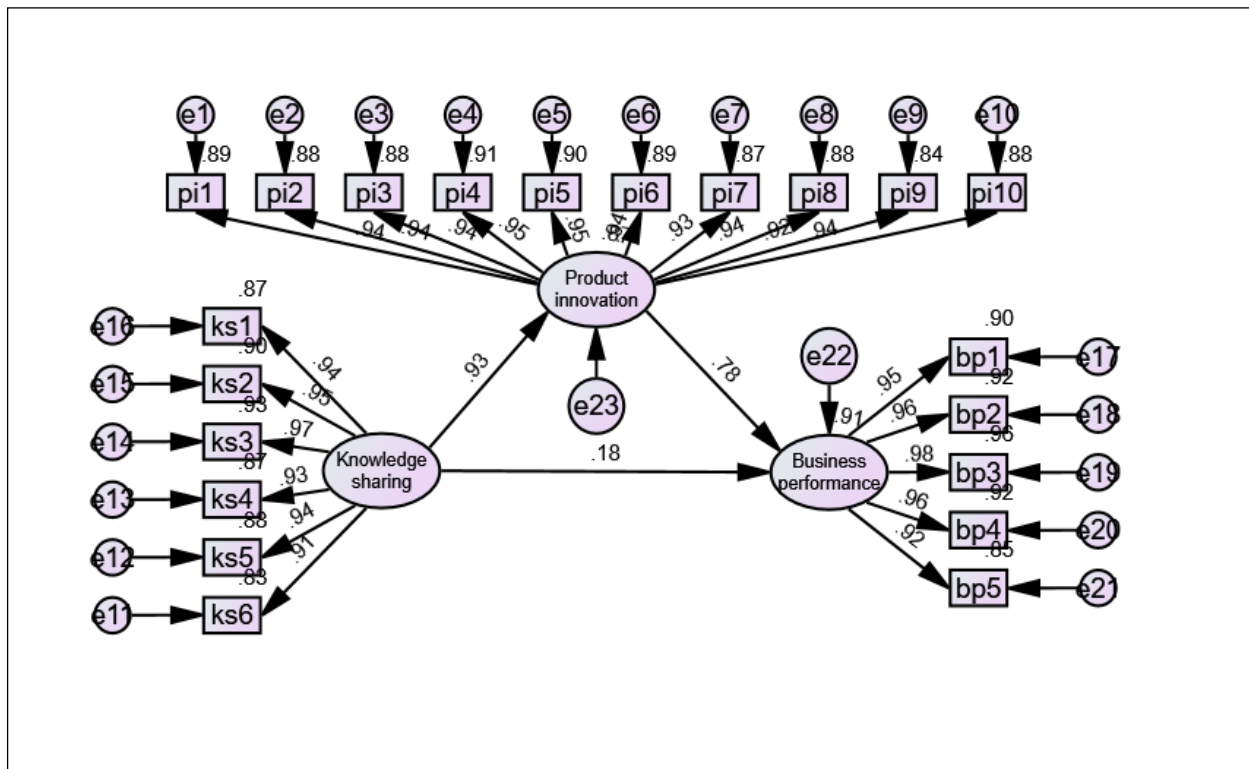 e1 e2 e3 e4 e5 e6 e7 e8 e9 e10
.89 .88 .88 .91 .90 .89 .87 .88 .84 .88
pi1 pi2 pi3 pi4 pi5 pi6 pi7 pi8 pi9 pi10
.94 .94 .94 .95 .95 .94 .93 .94 .92 .94
Product
innovation
.87
e16 ks1
.90
e15 ks2
.93
e14 ks3
.87
e13 ks4
.88
e12 ks5
.83
e11 ks6
.94
.95
.97
.93
.94
.91
Knowledge
sharing
.93
e23
.18
.78
e22
.91
Business
performance
.95
.96
.98
.96
.92
.90
bp1 e17
.92
bp2 e18
.96
bp3 e19
.92
bp4 e20
.85
bp5 e21